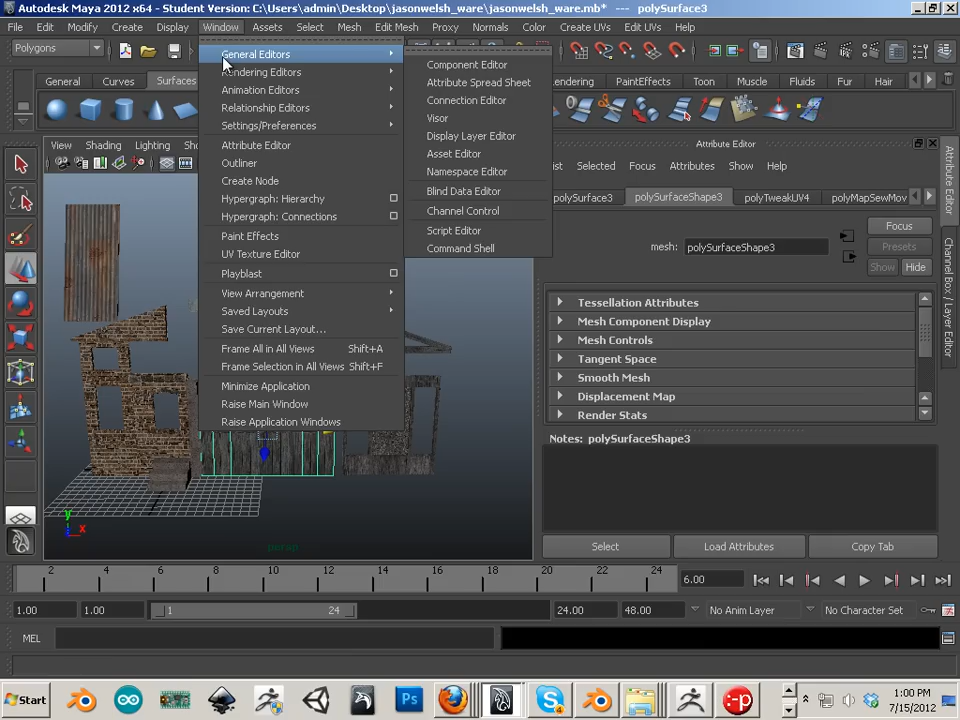 Autodesk Maya 2012 x64 - Student Version: C:\Users\admin\Desktop\jasonwelsh_ware\jasonwelsh_ware.mb* --- polySurface3
File Edit Modify Create Display Window Assets Select Mesh Edit Mesh Proxy Normals Color Create UVs Edit UVs Help
Polygons
General Curves Surfaces
Rendering PaintEffects Toon Muscle Fluids Fur
View Shading Lighting
General Editors
Rendering Editors
Animation Editors
Relationship Editors
Settings/Preferences
Attribute Editor
Outliner
Create Node
Hypergraph: Hierarchy
Hypergraph: Connections
Paint Effects
UV Texture Editor
Playblast
View Arrangement
Saved Layouts
Save Current Layout...
Frame All in All Views Shift+A
Frame Selection in All Views Shift+F
Minimize Application
Raise Main Window
Raise Application Windows
Component Editor
Attribute Spread Sheet
Connection Editor
Visor
Display Layer Editor
Asset Editor
Namespace Editor
Blind Data Editor
Channel Control
Script Editor
Command Shell
Attribute Editor
Selected Focus Attributes Show Help
polySurface3 polySurfaceShape3 polyTweakUV4 polyMapSewMov
mesh: polySurfaceShape3
Focus
Presets
Show Hide
Tessellation Attributes
Mesh Component Display
Mesh Controls
Tangent Space
Smooth Mesh
Displacement Map
Render Stats
Notes: polySurfaceShape3
Select Load Attributes Copy Tab
Attribute Editor
Channel Box / Layer Editor
y
x
persp
2 4 6 8 10 12 14 16 18 20 22 24
6.00
1.00 1.00 1 24 24.00 48.00 No Anim Layer No Character Set
MEL
Start
1:00 PM
7/15/2012